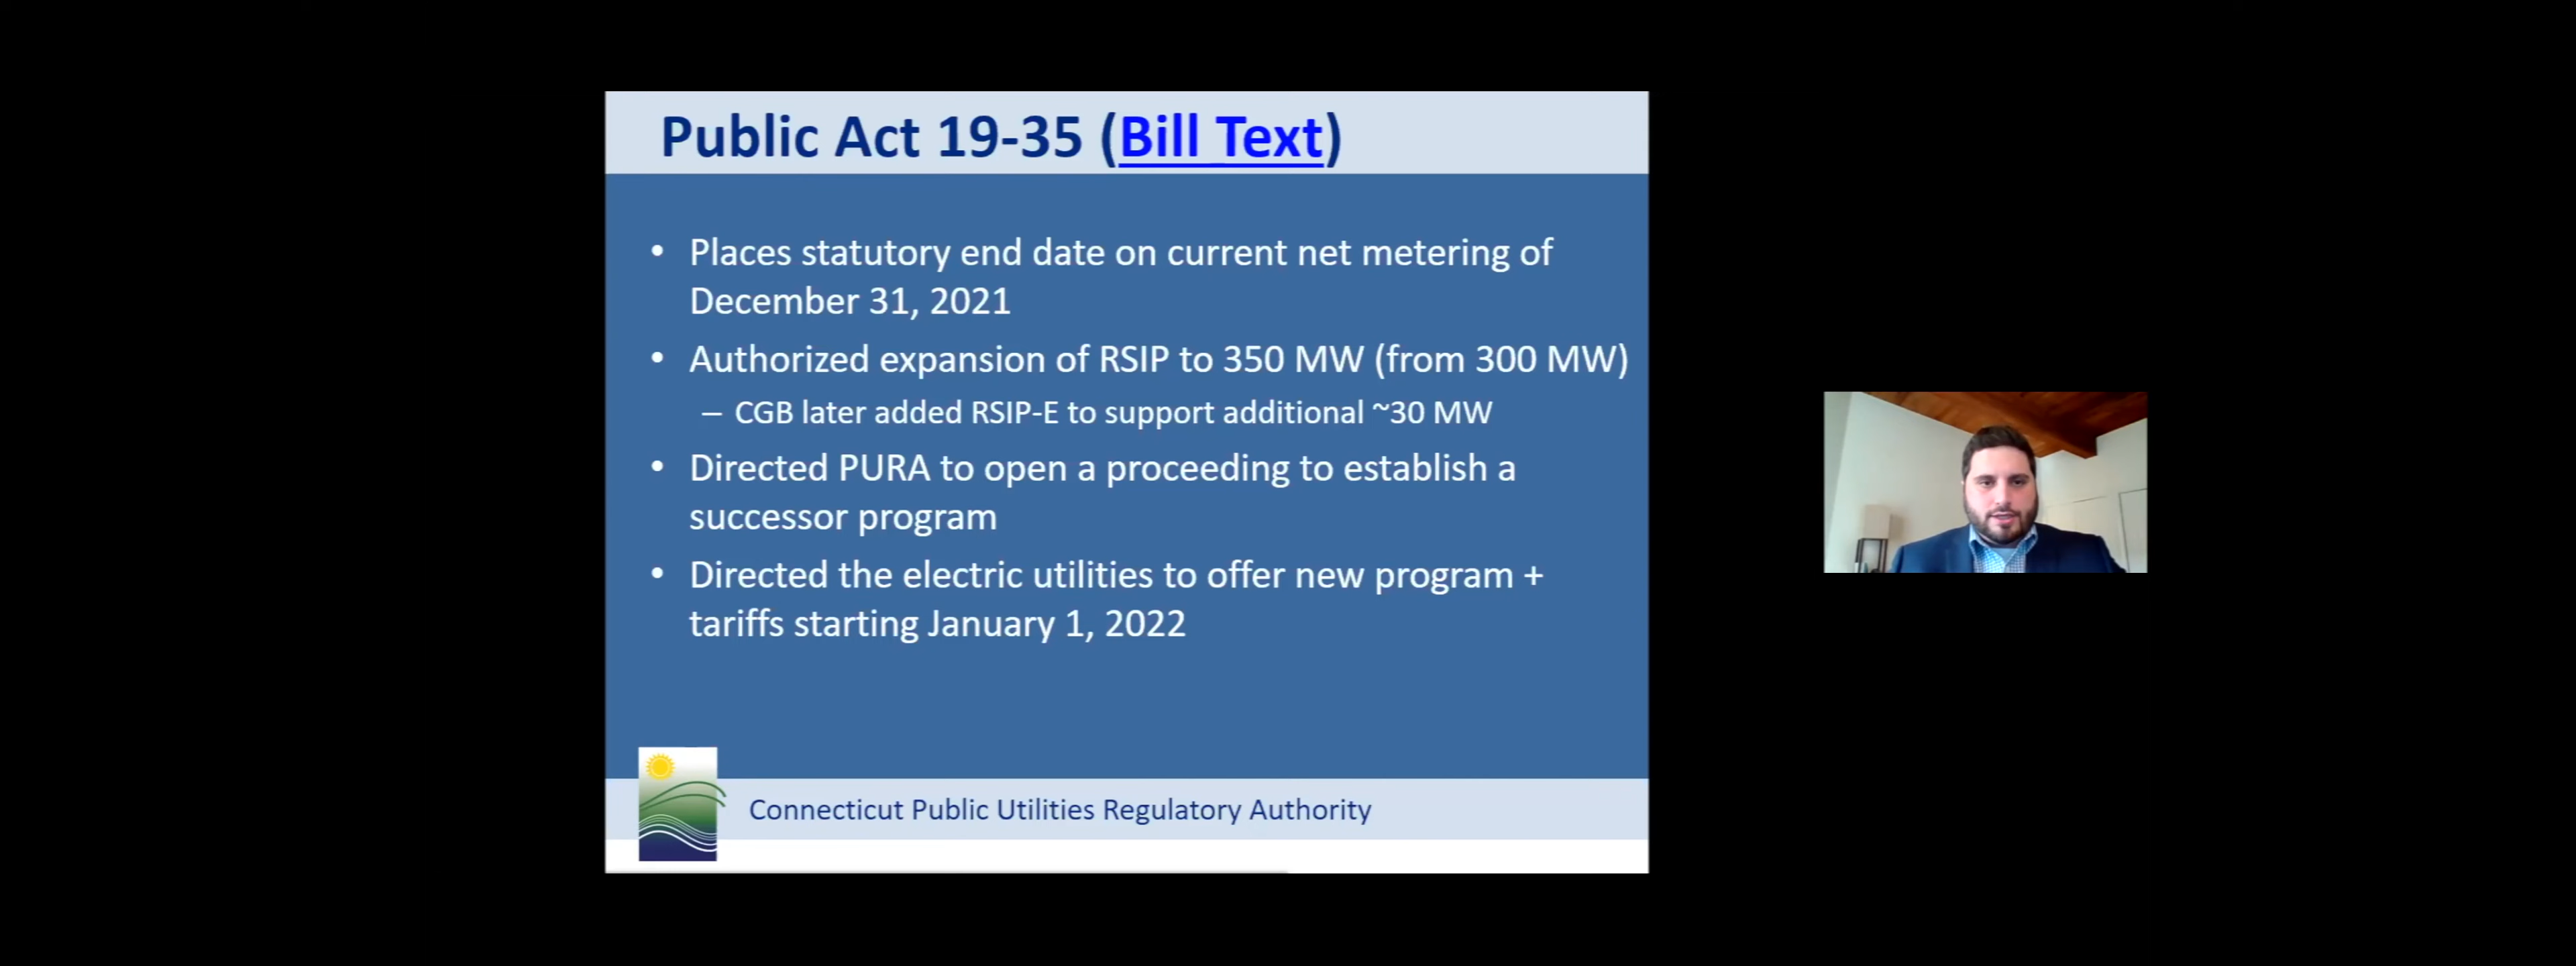 Public Act 19-35 (Bill Text)
• Places statutory end date on current net metering of
December 31, 2021
• Authorized expansion of RSIP to 350 MW (from 300 MW)
– CGB later added RSIP-E to support additional ~30 MW
• Directed PURA to open a proceeding to establish a
successor program
• Directed the electric utilities to offer new program +
tariffs starting January 1, 2022
Connecticut Public Utilities Regulatory Authority